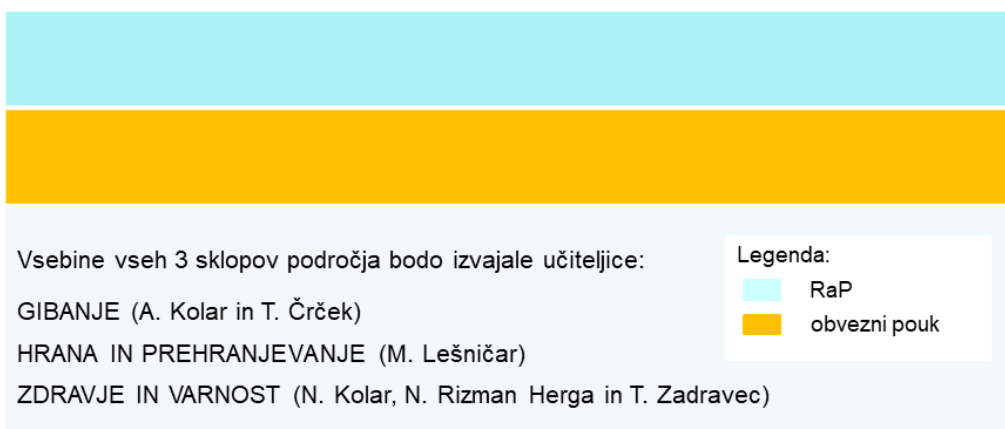 Vsebine vseh 3 sklopov področja bodo izvajale učiteljice:
GIBANJE (A. Kolar in T. Črček)
HRANA IN PREHRANJEVANJE (M. Lešničar)
ZDRAVJE IN VARNOST (N. Kolar, N. Rizman Herga in T. Zadravec)
Legenda:
RaP
obvezni pouk